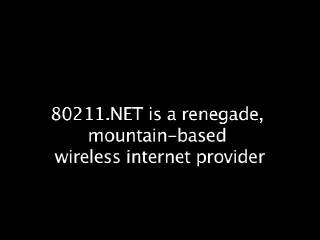 80211.NET is a renegade,
mountain-based
wireless internet provider